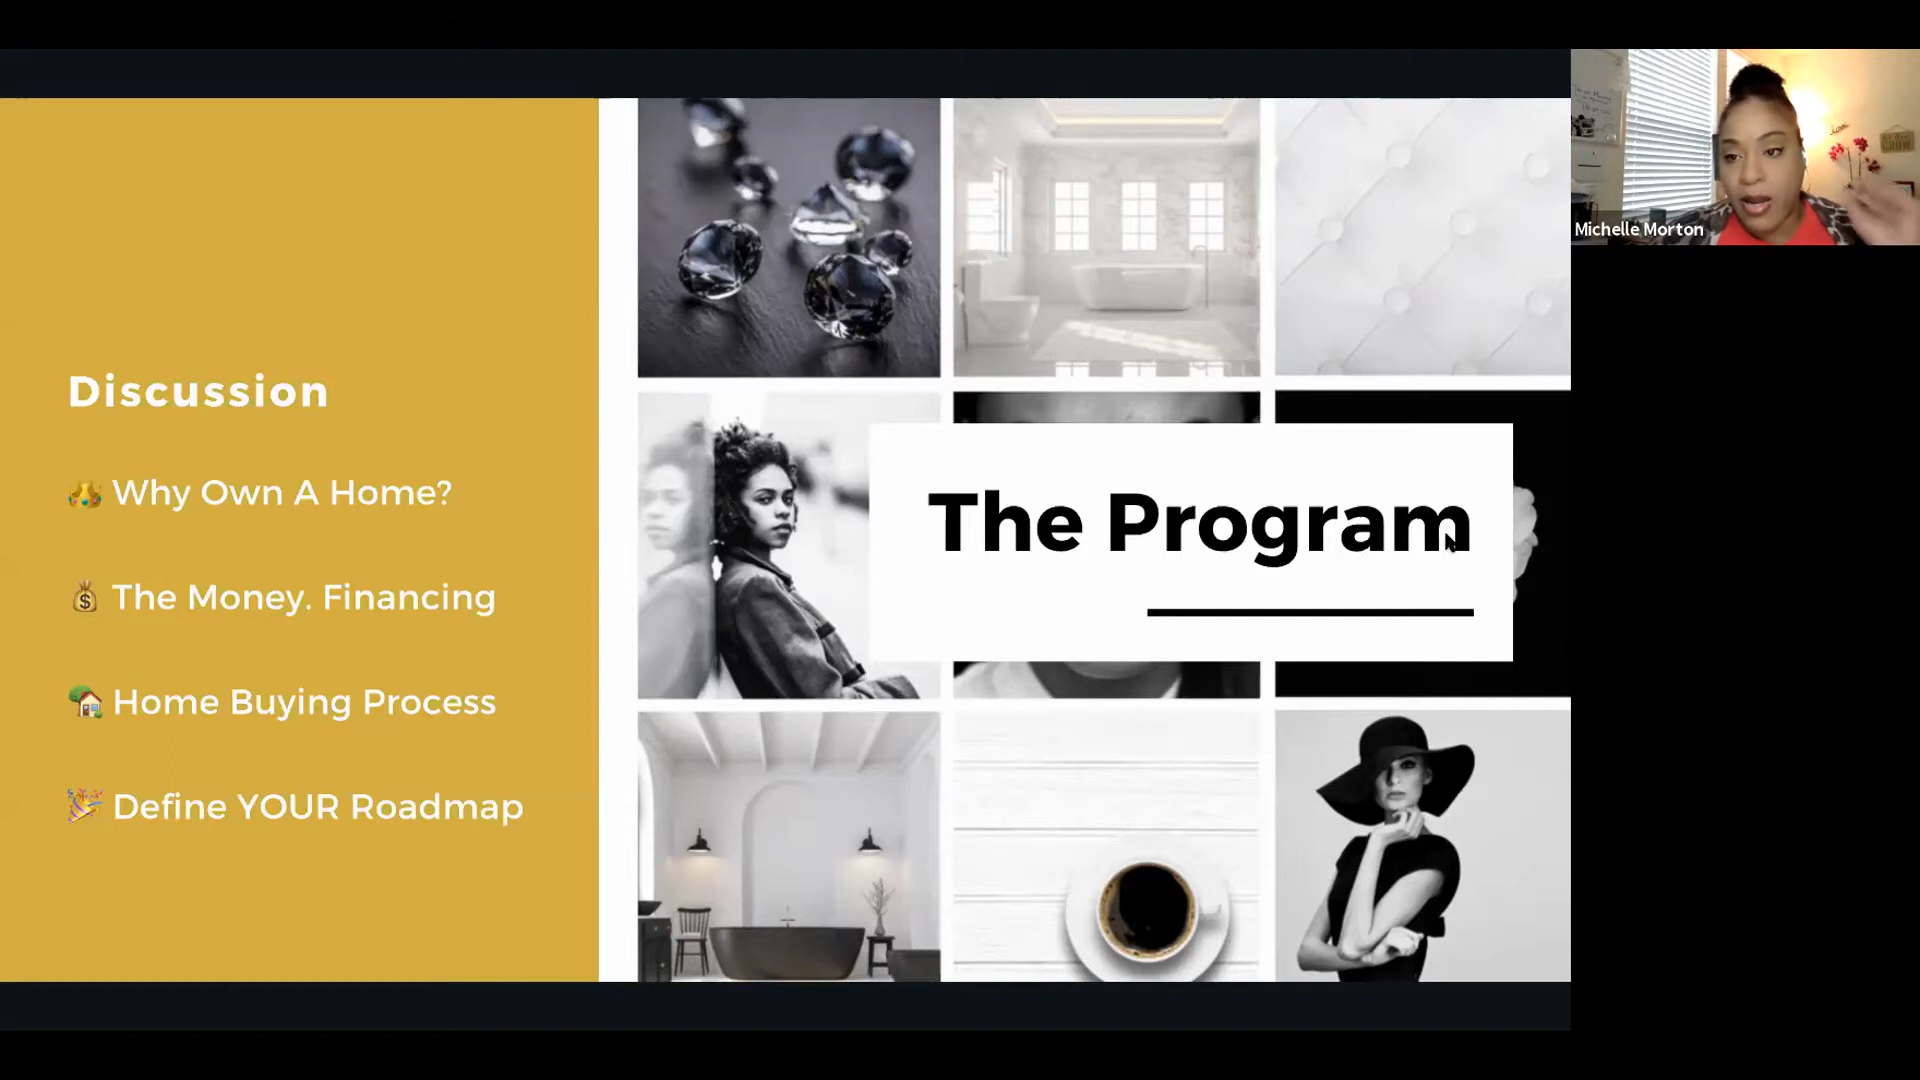 Discussion
Why Own A Home?
The Money. Financing
Home Buying Process
Define YOUR Roadmap
The Program
Michelle Morton